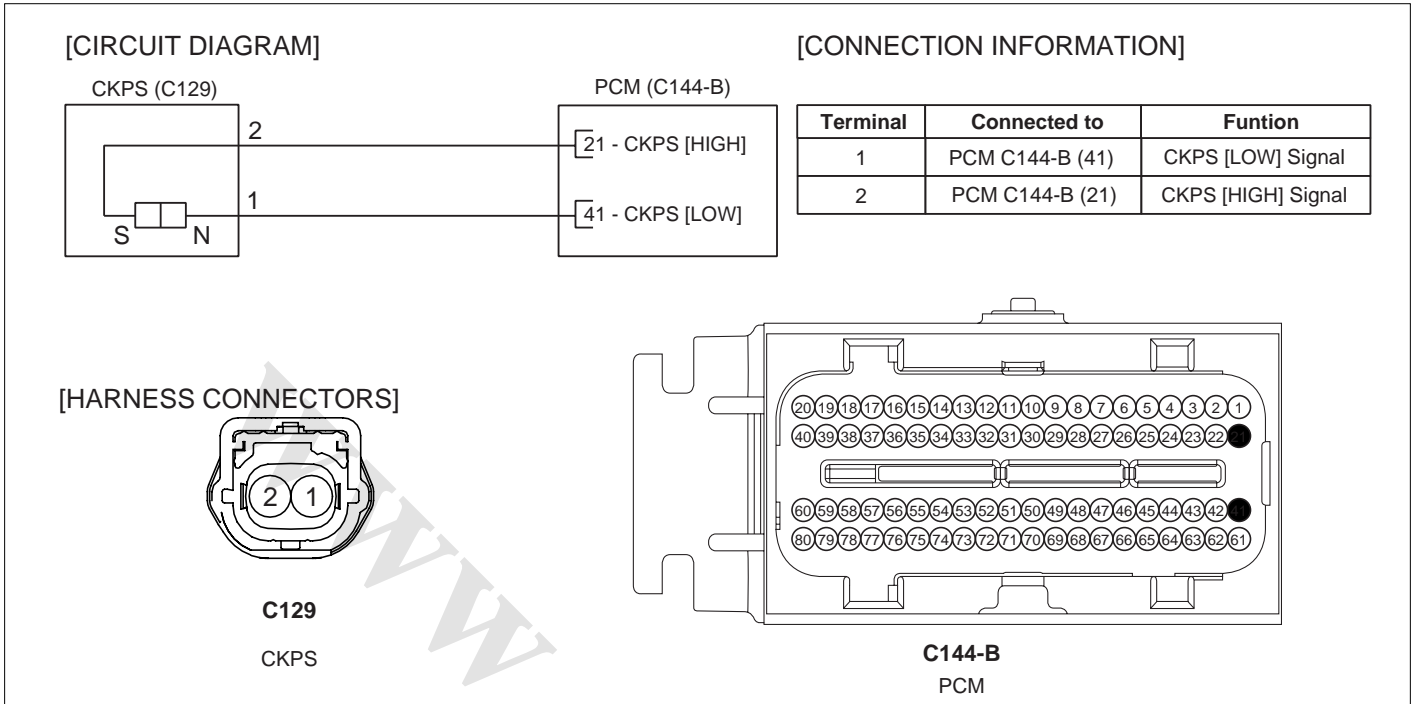 [CIRCUIT DIAGRAM]
CKPS (C129)
PCM (C144-B)
2
21 - CKPS [HIGH]
1
41 - CKPS [LOW]
S N
[CONNECTION INFORMATION]
Terminal Connected to Funtion
1 PCM C144-B (41) CKPS [LOW] Signal
2 PCM C144-B (21) CKPS [HIGH] Signal
[HARNESS CONNECTORS]
2 1
C129
CKPS
20 19 18 17 16 15 14 13 12 11 10 9 8 7 6 5 4 3 2 1
40 39 38 37 36 35 34 33 32 31 30 29 28 27 26 25 24 23 22 21
60 59 58 57 56 55 54 53 52 51 50 49 48 47 46 45 44 43 42 41
80 79 78 77 76 75 74 73 72 71 70 69 68 67 66 65 64 63 62 61
C144-B
PCM
www